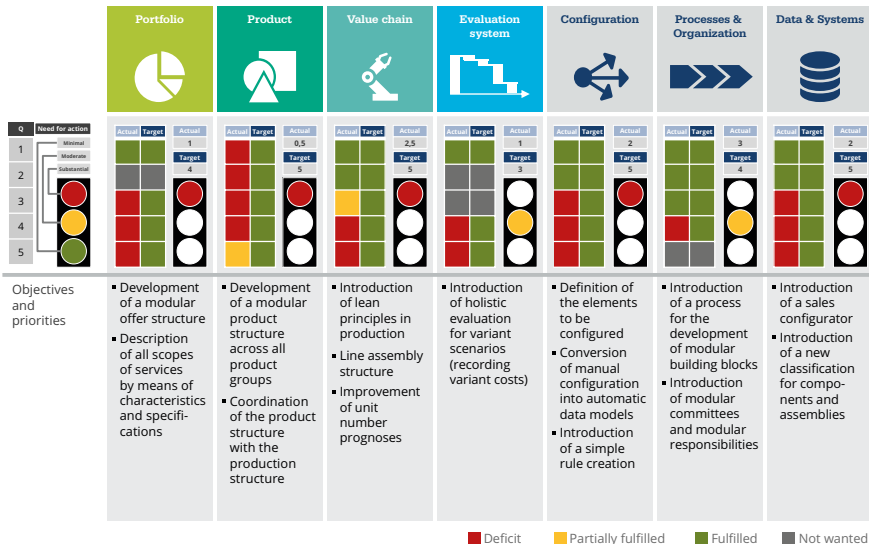 Portfolio
Product
Value chain
Evaluation
system
Configuration
Processes &
Organization
Data & Systems
Q
Need for action
1
2
3
4
5
Minimal
Moderate
Substantial
Actual
Target
Actual
1
Target
4
Actual
Target
Actual
0,5
Target
5
Actual
Target
Actual
2,5
Target
5
Actual
Target
Actual
1
Target
3
Actual
Target
Actual
2
Target
5
Actual
Target
Actual
3
Target
4
Actual
Target
Actual
2
Target
5
Objectives
and
priorities
▪ Development
of a modular
offer structure
▪ Description
of all scopes
of services
by means of
characteristics
and specifi-
cations
▪ Development
of a modular
product
structure
across all
product
groups
▪ Coordination
of the product
structure
with the
production
structure
▪ Introduction
of lean
principles in
production
▪ Line assembly
structure
▪ Improvement
of unit
number
prognoses
▪ Introduction
of holistic
evaluation
for variant
scenarios
(recording
variant costs)
▪ Definition of
the elements
to be
configured
▪ Conversion
of manual
configuration
into automatic
data models
▪ Introduction
of a simple
rule creation
▪ Introduction
of a process
for the
development
of modular
building blocks
▪ Introduction
of modular
committees
and modular
responsibilities
▪ Introduction
of a sales
configurator
▪ Introduction
of a new
classification
for compo-
nents and
assemblies
Deficit
Partially fulfilled
Fulfilled
Not wanted